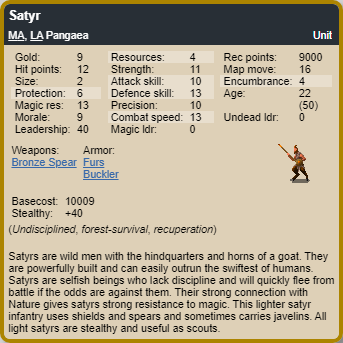 Satyr
MA, LA Pangaea Unit
Gold: 9 Resources: 4 Rec points: 9000
Hit points: 12 Strength: 11 Map move: 16
Size: 2 Attack skill: 10 Encumbrance: 4
Protection: 6 Defence skill: 13 Age: 22
Magic res: 13 Precision: 10 (50)
Morale: 9 Combat speed: 13 Undead ldr: 0
Leadership: 40 Magic ldr: 0
Weapons: Armor:
Bronze Spear Furs
Buckler
Basecost: 10009
Stealthy: +40
(Undisciplined, forest-survival, recuperation)
Satyrs are wild men with the hindquarters and horns of a goat. They
are powerfully built and can easily outrun the swiftest of humans.
Satyrs are selfish beings who lack discipline and will quickly flee from
battle if the odds are against them. Their strong connection with
Nature gives satyrs strong resistance to magic. This lighter satyr
infantry uses shields and spears and sometimes carries javelins. All
light satyrs are stealthy and useful as scouts.